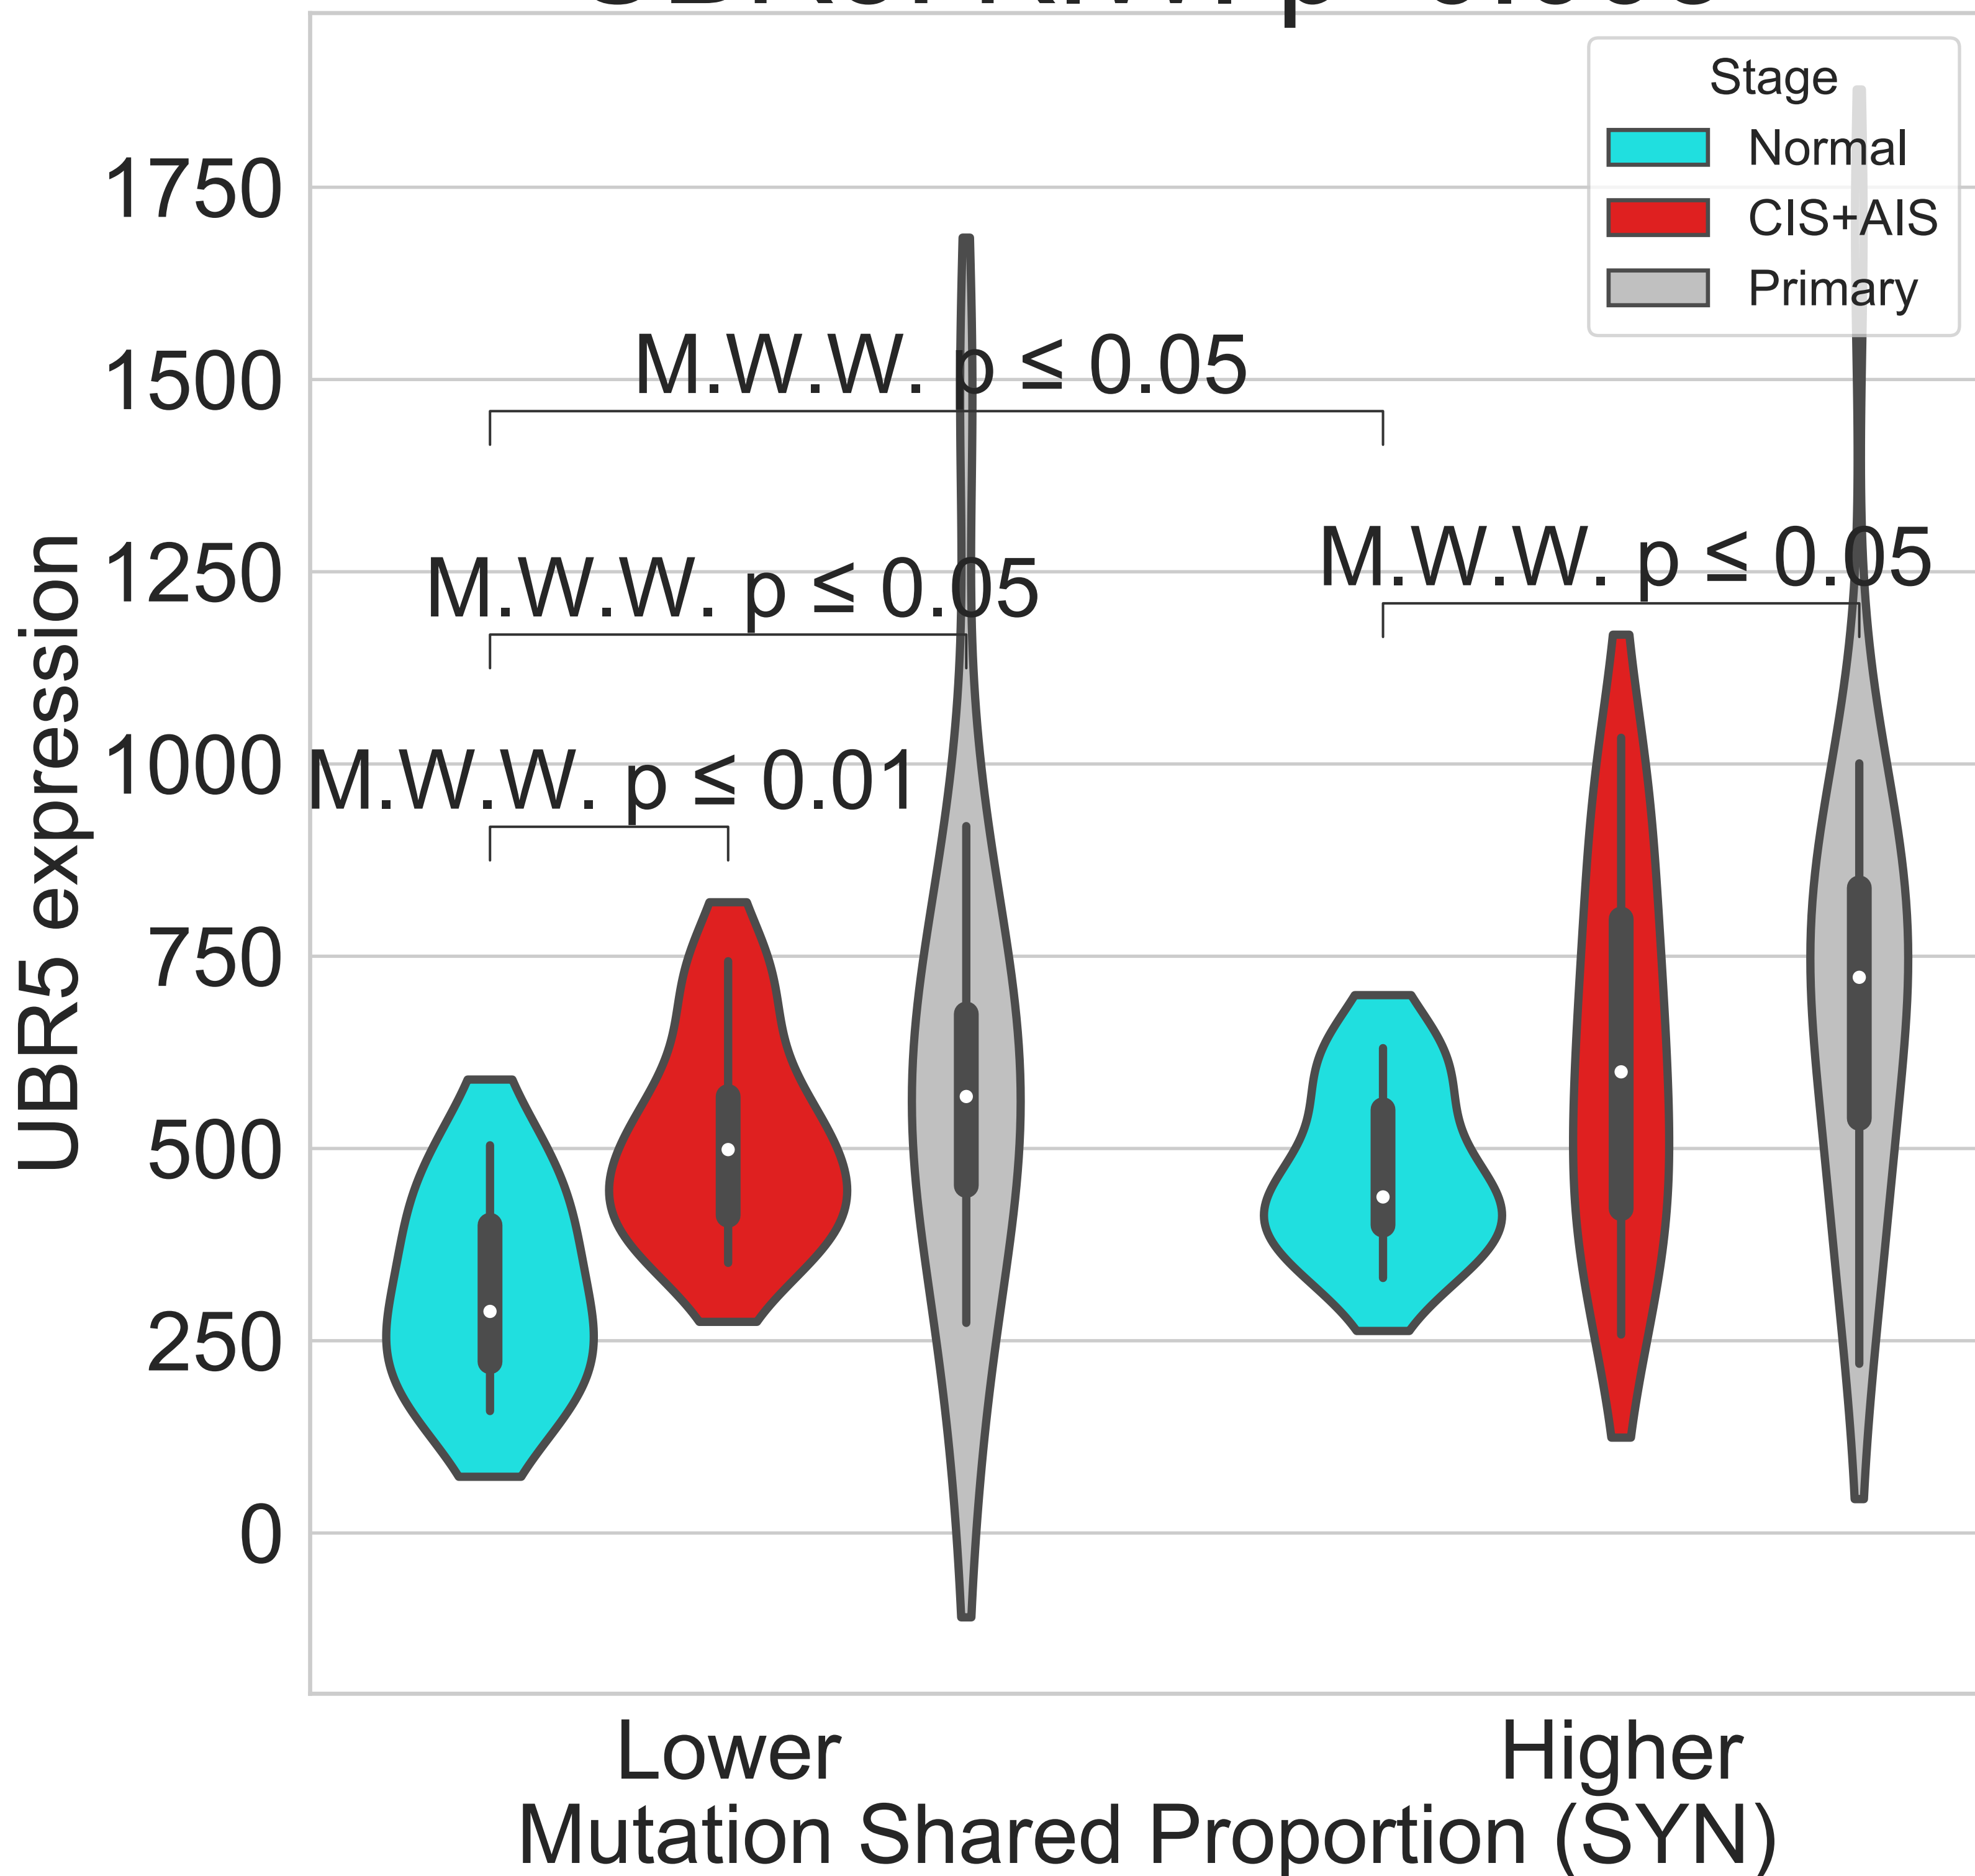 Stage
Normal
CIS+AIS
Primary
1750
1500
1250
1000
750
500
250
0
UBR5 expression
M.W.W. p ≤ 0.05
M.W.W. p ≤ 0.05
M.W.W. p ≤ 0.05
M.W.W. p ≤ 0.01
Lower
Higher
Mutation Shared Proportion (SYN)